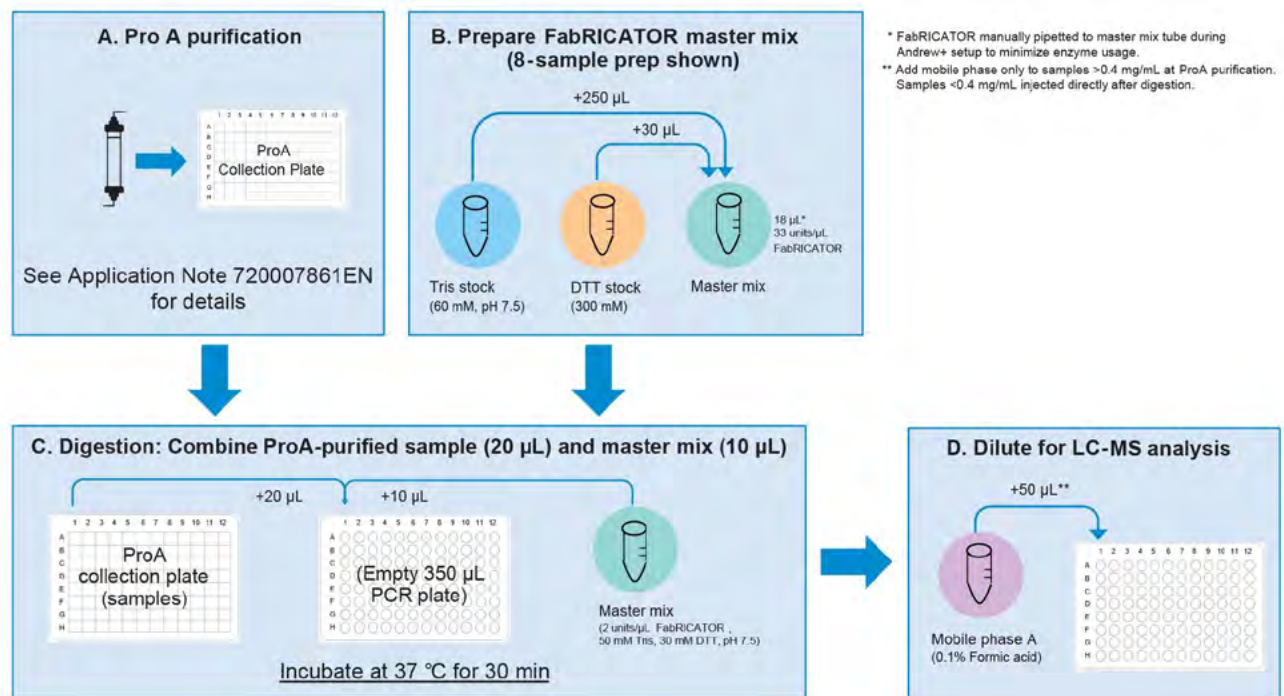 A. Pro A purification
1 2 3 4 5 6 7 8 9 10 11 12
A
B
C
D
E
F
G
H
ProA
Collection Plate
See Application Note 720007861EN
for details
B. Prepare FabRICATOR master mix
(8-sample prep shown)
+250 µL
+30 µL
18 µL*
33 units/µL
FabRICATOR
Tris stock
(60 mM, pH 7.5)
DTT stock
(300 mM)
Master mix
* FabRICATOR manually pipetted to master mix tube during
Andrew+ setup to minimize enzyme usage.
** Add mobile phase only to samples >0.4 mg/mL at ProA purification.
Samples <0.4 mg/mL injected directly after digestion.
C. Digestion: Combine ProA-purified sample (20 µL) and master mix (10 µL)
+20 µL
+10 µL
1 2 3 4 5 6 7 8 9 10 11 12
A
B
C
D
E
F
G
H
ProA
collection plate
(samples)
1 2 3 4 5 6 7 8 9 10 11 12
A
B
C
D
E
F
G
H
(Empty 350 µL
PCR plate)
Master mix
(2 units/µL FabRICATOR ,
50 mM Tris, 30 mM DTT, pH 7.5)
Incubate at 37 °C for 30 min
D. Dilute for LC-MS analysis
+50 µL**
1 2 3 4 5 6 7 8 9 10 11 12
A
B
C
D
E
F
G
H
Mobile phase A
(0.1% Formic acid)